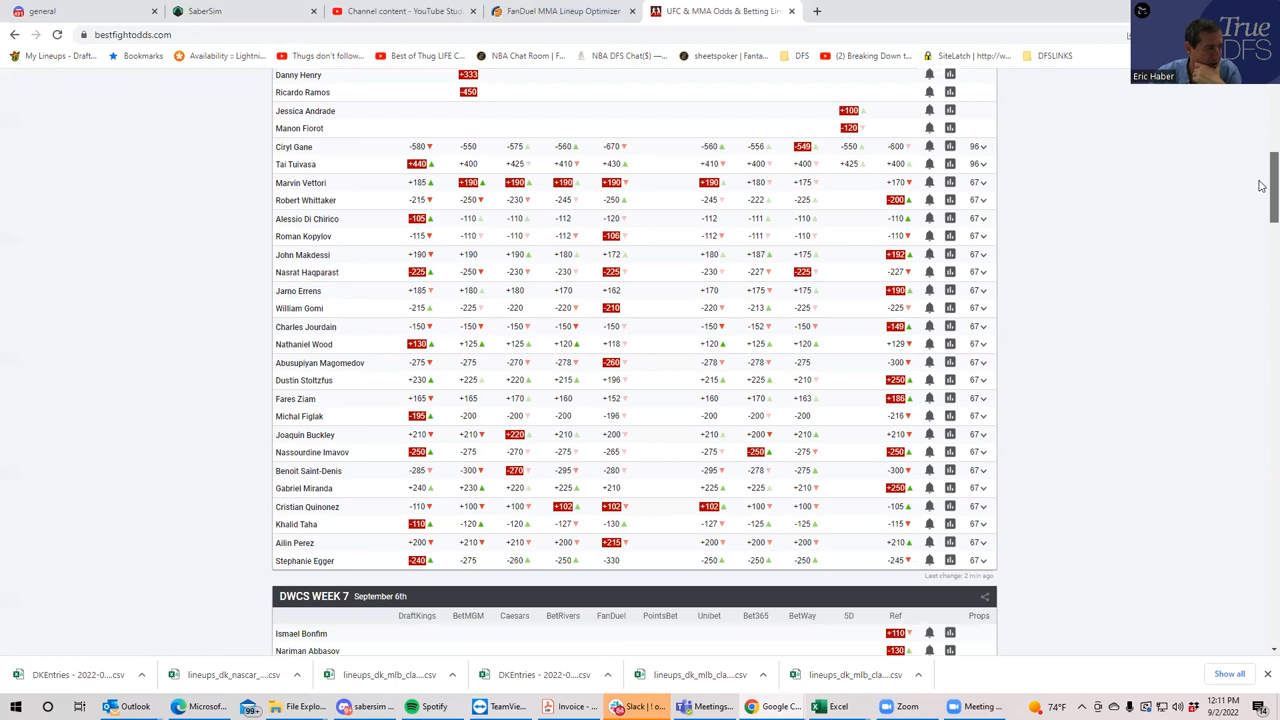 general
SaberSim
Channel content - YouTube Stud
FanDuel MMA Lineup Optimizer
UFC & MMA Odds & Betting Lin
bestfightodds.com
My Lineups - Draft...
Bookmarks
Availability :: Lightni...
Thugs don't follow...
Best of Thug LIFE C...
NBA Chat Room | F...
NBA DFS Chat($) —...
sheetspoker | Fanta...
DFS
(2) Breaking Down t...
SiteLatch | http://w...
DFSLINKS
True DFS
Eric Haber
Danny Henry +333
Ricardo Ramos -450
Jessica Andrade +100
Manon Fiorot -120
Ciryl Gane -580 -550 -575 -560 -670 -560 -556 -549 -550 -600 96
Tai Tuivasa +440 +400 +425 +410 +430 +410 +400 +400 +425 +400 96
Marvin Vettori +185 +190 +190 +190 +190 +190 +180 +175 +170 67
Robert Whittaker -215 -250 -230 -245 -250 -245 -222 -225 -200 67
Alessio Di Chirico -105 -110 -110 -112 -120 -112 -111 -110 -110 67
Roman Kopylov -115 -110 -110 -112 -106 -112 -111 -110 -110 67
John Makdessi +190 +190 +190 +180 +172 +180 +187 +175 +192 67
Nasrat Haqparast -225 -250 -230 -230 -225 -230 -227 -225 -227 67
Jarno Errens +185 +180 +180 +170 +162 +170 +175 +175 +190 67
William Gomi -215 -225 -220 -220 -210 -220 -213 -225 -225 67
Charles Jourdain -150 -150 -150 -150 -150 -150 -152 -150 -149 67
Nathaniel Wood +130 +125 +125 +120 +118 +120 +125 +120 +129 67
Abusupiyan Magomedov -275 -275 -270 -278 -260 -278 -278 -275 -300 67
Dustin Stoltzfus +230 +225 +220 +215 +196 +215 +225 +210 +250 67
Fares Ziam +165 +165 +170 +160 +152 +160 +170 +163 +186 67
Michal Figlak -195 -200 -200 -200 -196 -200 -200 -200 -216 67
Joaquin Buckley +210 +210 +220 +210 +200 +210 +200 +210 +210 67
Nassourdine Imavov -250 -275 -270 -275 -265 -275 -250 -275 -250 67
Benoit Saint-Denis -285 -300 -270 -295 -280 -295 -278 -275 -300 67
Gabriel Miranda +240 +230 +220 +225 +210 +225 +225 +210 +250 67
Cristian Quinonez -110 +100 +100 +102 +102 +102 +100 +100 -105 67
Khalid Taha -110 -120 -120 -127 -130 -127 -125 -125 -115 67
Ailin Perez +200 +210 +210 +200 +215 +200 +200 +200 +210 67
Stephanie Egger -240 -275 -260 -250 -330 -250 -250 -250 -245 67
Last change: 2 min ago
DWCS WEEK 7 September 6th
DraftKings BetMGM Caesars BetRivers FanDuel PointsBet Unibet Bet365 BetWay 5D Ref Props
Ismael Bonfim +110
Nariman Abbasov -130
DKEntries - 2022-0....csv
lineups_dk_nascar_....csv
lineups_dk_mlb_cla....csv
DKEntries 2022-0....csv
lineups_dk_mlb_cla....csv
lineups_dk_mlb_cla....csv
Show all
Outlook
Microsof...
99+
File Explo...
sabersim ...
Spotify
TeamVie...
Invoice - ...
Slack | ! o...
Meetings...
Google C...
Excel
Zoom
Meeting ...
74°F
12:11 PM
9/2/2022